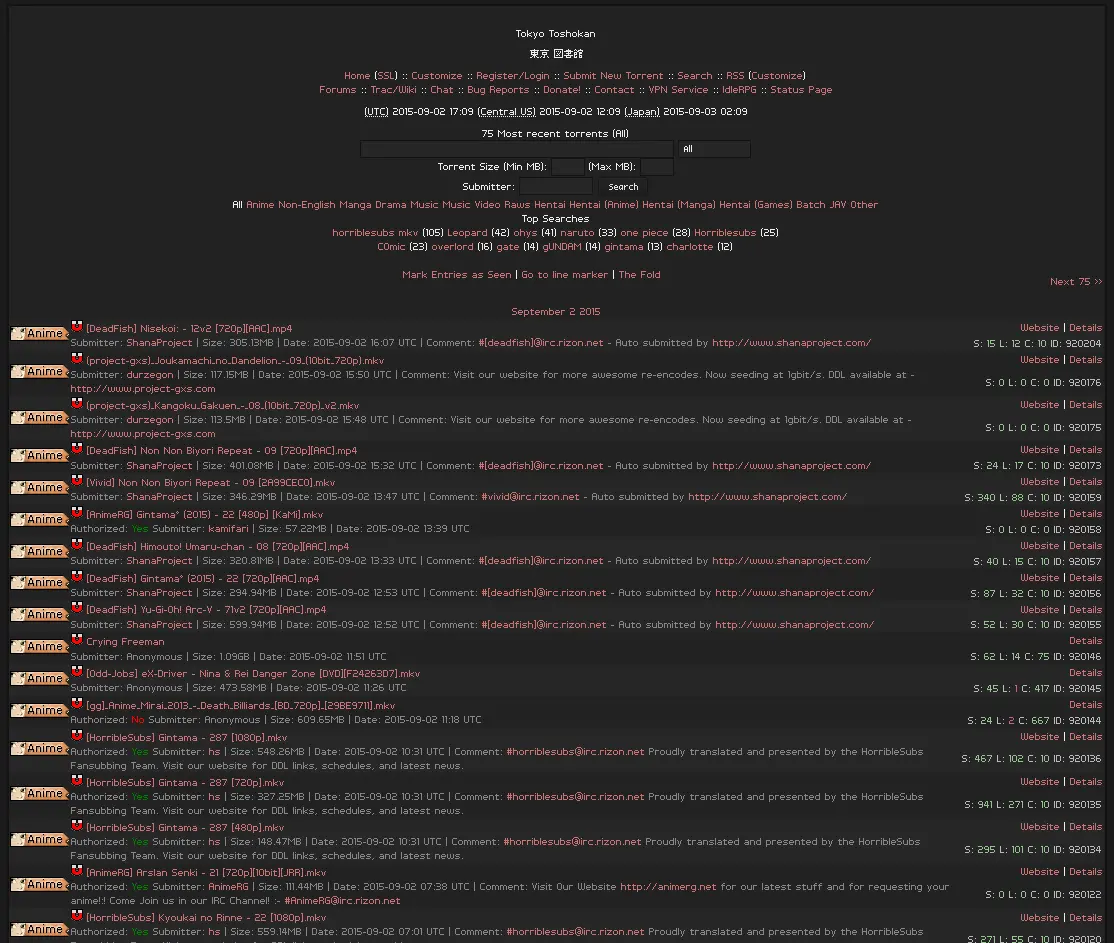 Tokyo Toshokan
東京 図書館
Home (SSL) :: Customize :: Register/Login :: Submit New Torrent :: Search :: RSS (Customize)
Forums :: Trac/Wiki :: Chat :: Bug Reports :: Donate! :: Contact :: VPN Service :: IdleRPG :: Status Page
(UTC) 2015-09-02 17:09 (Central US) 2015-09-02 12:09 (Japan) 2015-09-03 02:09
75 Most recent torrents (All)
All
Torrent Size (Min MB): (Max MB):
Submitter: Search
All Anime Non-English Manga Drama Music Music Video Raws Hentai Hentai (Anime) Hentai (Manga) Hentai (Games) Batch JAV Other
Top Searches
horriblesubs mkv (105) Leopard (42) ohys (41) naruto (33) one piece (28) Horriblesubs (25)
C0mic (23) overlord (16) gate (14) gUNDAM (14) gintama (13) charlotte (12)
Mark Entries as Seen | Go to line marker | The Fold
Next 75 >>
September 2 2015
Anime [DeadFish] Nisekoi: - 12v2 [720p][AAC].mp4 Website | Details
Submitter: ShanaProject | Size: 305.13MB | Date: 2015-09-02 16:07 UTC | Comment: #[deadfish]@irc.rizon.net - Auto submitted by http://www.shanaproject.com/ S: 15 L: 12 C: 10 ID: 920204
Anime (project-gxs)_Joukamachi_no_Dandelion_-_09_(10bit_720p).mkv Website | Details
Submitter: durzegon | Size: 117.15MB | Date: 2015-09-02 15:50 UTC | Comment: Visit our website for more awesome re-encodes. Now seeding at 1gbit/s. DDL available at -
http://www.project-gxs.com S: 0 L: 0 C: 0 ID: 920176
Anime (project-gxs)_Kangoku_Gakuen_-_08_(10bit_720p)_v2.mkv Website | Details
Submitter: durzegon | Size: 113.5MB | Date: 2015-09-02 15:48 UTC | Comment: Visit our website for more awesome re-encodes. Now seeding at 1gbit/s. DDL available at -
http://www.project-gxs.com S: 0 L: 0 C: 0 ID: 920175
Anime [DeadFish] Non Non Biyori Repeat - 09 [720p][AAC].mp4 Website | Details
Submitter: ShanaProject | Size: 401.08MB | Date: 2015-09-02 15:32 UTC | Comment: #[deadfish]@irc.rizon.net - Auto submitted by http://www.shanaproject.com/ S: 24 L: 17 C: 10 ID: 920173
Anime [Vivid] Non Non Biyori Repeat - 09 [2A99CEC0].mkv Website | Details
Submitter: ShanaProject | Size: 346.29MB | Date: 2015-09-02 13:47 UTC | Comment: #vivid@irc.rizon.net - Auto submitted by http://www.shanaproject.com/ S: 340 L: 88 C: 10 ID: 920159
Anime [AnimeRG] Gintama° (2015) - 22 [480p] [KaMi].mkv Website | Details
Authorized: Yes Submitter: kamifari | Size: 57.22MB | Date: 2015-09-02 13:39 UTC S: 0 L: 0 C: 0 ID: 920158
Anime [DeadFish] Himouto! Umaru-chan - 08 [720p][AAC].mp4 Website | Details
Submitter: ShanaProject | Size: 320.81MB | Date: 2015-09-02 13:33 UTC | Comment: #[deadfish]@irc.rizon.net - Auto submitted by http://www.shanaproject.com/ S: 40 L: 15 C: 10 ID: 920157
Anime [DeadFish] Gintama° (2015) - 22 [720p][AAC].mp4 Website | Details
Submitter: ShanaProject | Size: 294.94MB | Date: 2015-09-02 12:53 UTC | Comment: #[deadfish]@irc.rizon.net - Auto submitted by http://www.shanaproject.com/ S: 87 L: 32 C: 10 ID: 920156
Anime [DeadFish] Yu-Gi-Oh! Arc-V - 71v2 [720p][AAC].mp4 Website | Details
Submitter: ShanaProject | Size: 599.94MB | Date: 2015-09-02 12:52 UTC | Comment: #[deadfish]@irc.rizon.net - Auto submitted by http://www.shanaproject.com/ S: 52 L: 30 C: 10 ID: 920155
Anime Crying Freeman Details
Submitter: Anonymous | Size: 1.09GB | Date: 2015-09-02 11:51 UTC S: 62 L: 14 C: 75 ID: 920146
Anime [Odd-Jobs] eX-Driver - Nina & Rei Danger Zone [DVD][F24263D7].mkv Details
Submitter: Anonymous | Size: 473.58MB | Date: 2015-09-02 11:26 UTC S: 45 L: 1 C: 417 ID: 920145
Anime [gg]_Anime_Mirai_2013_-_Death_Billiards_[BD_720p]_[29BE9711].mkv Details
Authorized: No Submitter: Anonymous | Size: 609.65MB | Date: 2015-09-02 11:18 UTC S: 24 L: 2 C: 667 ID: 920144
Anime [HorribleSubs] Gintama - 287 [1080p].mkv Website | Details
Authorized: Yes Submitter: hs | Size: 548.26MB | Date: 2015-09-02 10:31 UTC | Comment: #horriblesubs@irc.rizon.net Proudly translated and presented by the HorribleSubs
Fansubbing Team. Visit our website for DDL links, schedules, and latest news. S: 467 L: 102 C: 10 ID: 920136
Anime [HorribleSubs] Gintama - 287 [720p].mkv Website | Details
Authorized: Yes Submitter: hs | Size: 327.25MB | Date: 2015-09-02 10:31 UTC | Comment: #horriblesubs@irc.rizon.net Proudly translated and presented by the HorribleSubs
Fansubbing Team. Visit our website for DDL links, schedules, and latest news. S: 941 L: 271 C: 10 ID: 920135
Anime [HorribleSubs] Gintama - 287 [480p].mkv Website | Details
Authorized: Yes Submitter: hs | Size: 148.47MB | Date: 2015-09-02 10:31 UTC | Comment: #horriblesubs@irc.rizon.net Proudly translated and presented by the HorribleSubs
Fansubbing Team. Visit our website for DDL links, schedules, and latest news. S: 295 L: 101 C: 10 ID: 920134
Anime [AnimeRG] Arslan Senki - 21 [720p][10bit][JRR].mkv Website | Details
Authorized: Yes Submitter: AnimeRG | Size: 111.44MB | Date: 2015-09-02 07:38 UTC | Comment: Visit Our Website http://animerg.net for our latest stuff and for requesting your
anime!! Come Join us in our IRC Channel! :- #AnimeRG@irc.rizon.net S: 0 L: 0 C: 0 ID: 920122
Anime [HorribleSubs] Kyoukai no Rinne - 22 [1080p].mkv Website | Details
Authorized: Yes Submitter: hs | Size: 559.14MB | Date: 2015-09-02 07:01 UTC | Comment: #horriblesubs@irc.rizon.net Proudly translated and presented by the HorribleSubs
S: 271 L: 55 C: 10 ID: 920120